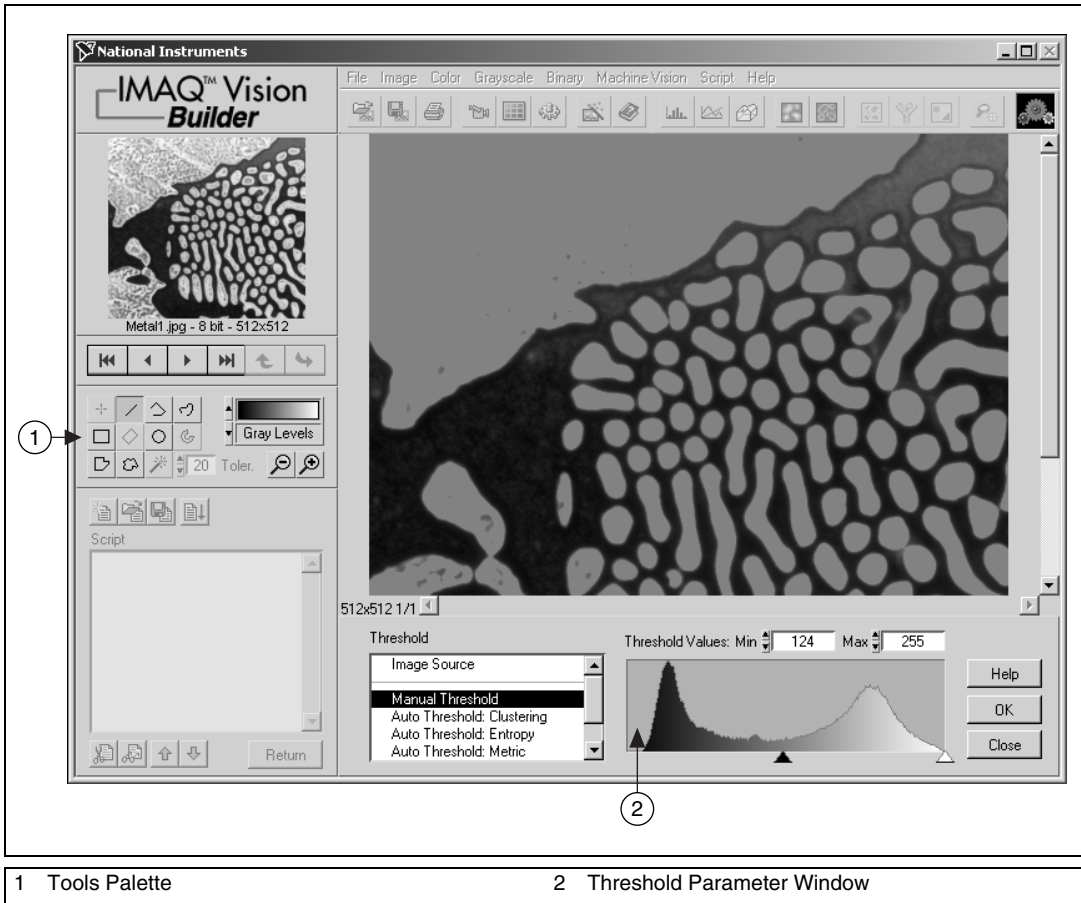 National Instruments
IMAQ™ Vision
Builder
File Image Color Grayscale Binary Machine Vision Script Help
Metal1.jpg - 8 bit - 512x512
1
Gray Levels
20 Toler.
Script
Return
512x512 1/1
Threshold
Image Source
Manual Threshold
Auto Threshold: Clustering
Auto Threshold: Entropy
Auto Threshold: Metric
Threshold Values: Min 124 Max 255
Help
OK
Close
2
1 Tools Palette 2 Threshold Parameter Window